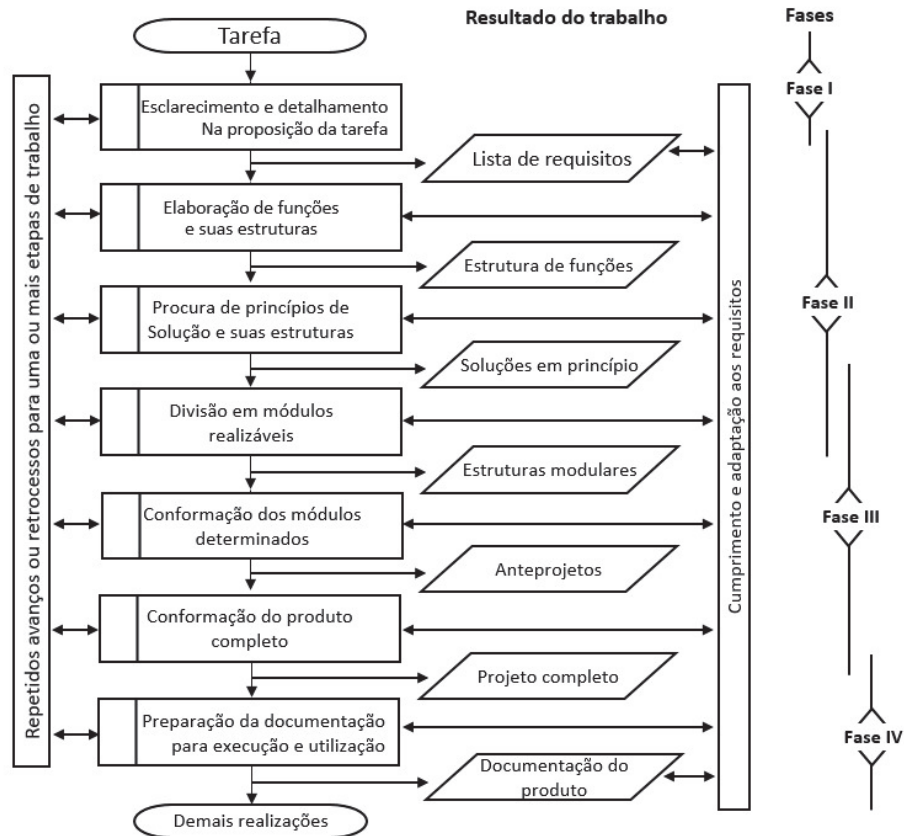 Resultado do trabalho
Fases
Tarefa
Fase I
Esclarecimento e detalhamento
Na proposição da tarefa
Lista de requisitos
Elaboração de funções
e suas estruturas
Estrutura de funções
Fase II
Procura de princípios de
Solução e suas estruturas
Soluções em princípio
Divisão em módulos
realizáveis
Estruturas modulares
Fase III
Conformação dos módulos
determinados
Anteprojetos
Conformação do produto
completo
Projeto completo
Fase IV
Preparação da documentação
para execução e utilização
Documentação do
produto
Demais realizações
Repetidos avanços ou retrocessos para uma ou mais etapas de trabalho
Cumprimento e adaptação aos requisitos